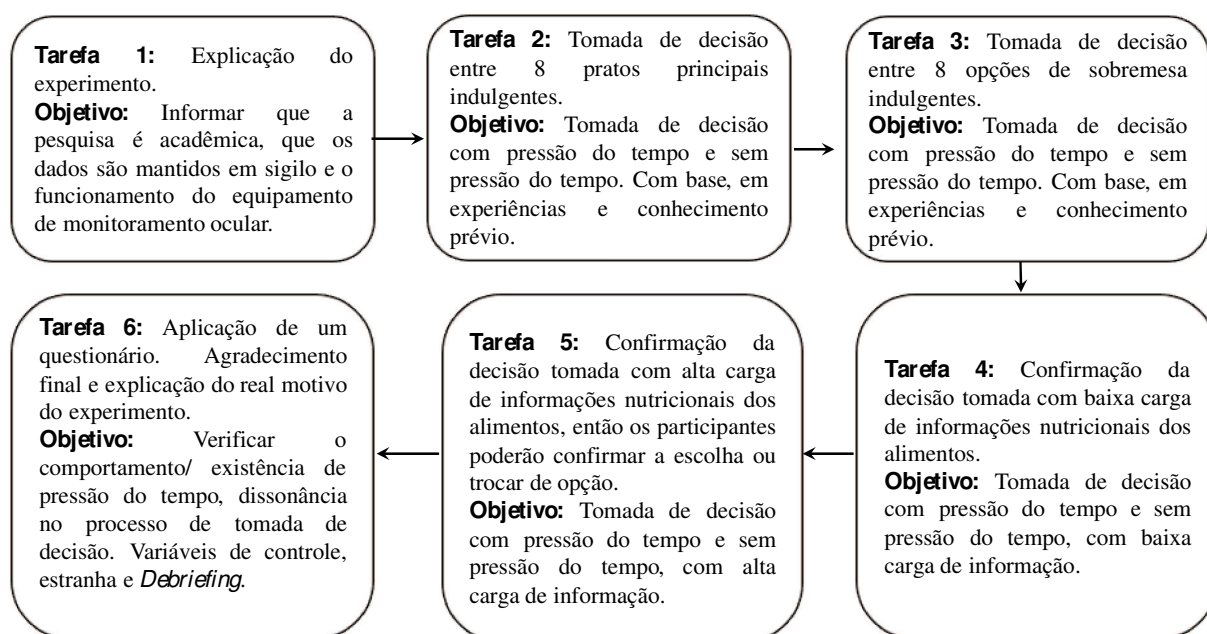 Tarefa 1: Explicação do
experimento.
Objetivo: Informar que a
pesquisa é acadêmica, que os
dados são mantidos em sigilo e o
funcionamento do equipamento
de monitoramento ocular.
Tarefa 2: Tomada de decisão
entre 8 pratos principais
indulgentes.
Objetivo: Tomada de decisão
com pressão do tempo e sem
pressão do tempo. Com base, em
experiências e conhecimento
prévio.
Tarefa 3: Tomada de decisão
entre 8 opções de sobremesa
indulgentes.
Objetivo: Tomada de decisão
com pressão do tempo e sem
pressão do tempo. Com base, em
experiências e conhecimento
prévio.
Tarefa 4: Confirmação da
decisão tomada com baixa carga
de informações nutricionais dos
alimentos.
Objetivo: Tomada de decisão
com pressão do tempo e sem
pressão do tempo, com baixa
carga de informação.
Tarefa 5: Confirmação da
decisão tomada com alta carga
de informações nutricionais dos
alimentos, então os participantes
poderão confirmar a escolha ou
trocar de opção.
Objetivo: Tomada de decisão
com pressão do tempo e sem
pressão do tempo, com alta
carga de informação.
Tarefa 6: Aplicação de um
questionário. Agradecimento
final e explicação do real motivo
do experimento.
Objetivo: Verificar o
comportamento/ existência de
pressão do tempo, dissonância
no processo de tomada de
decisão. Variáveis de controle,
estranha e Debriefing.